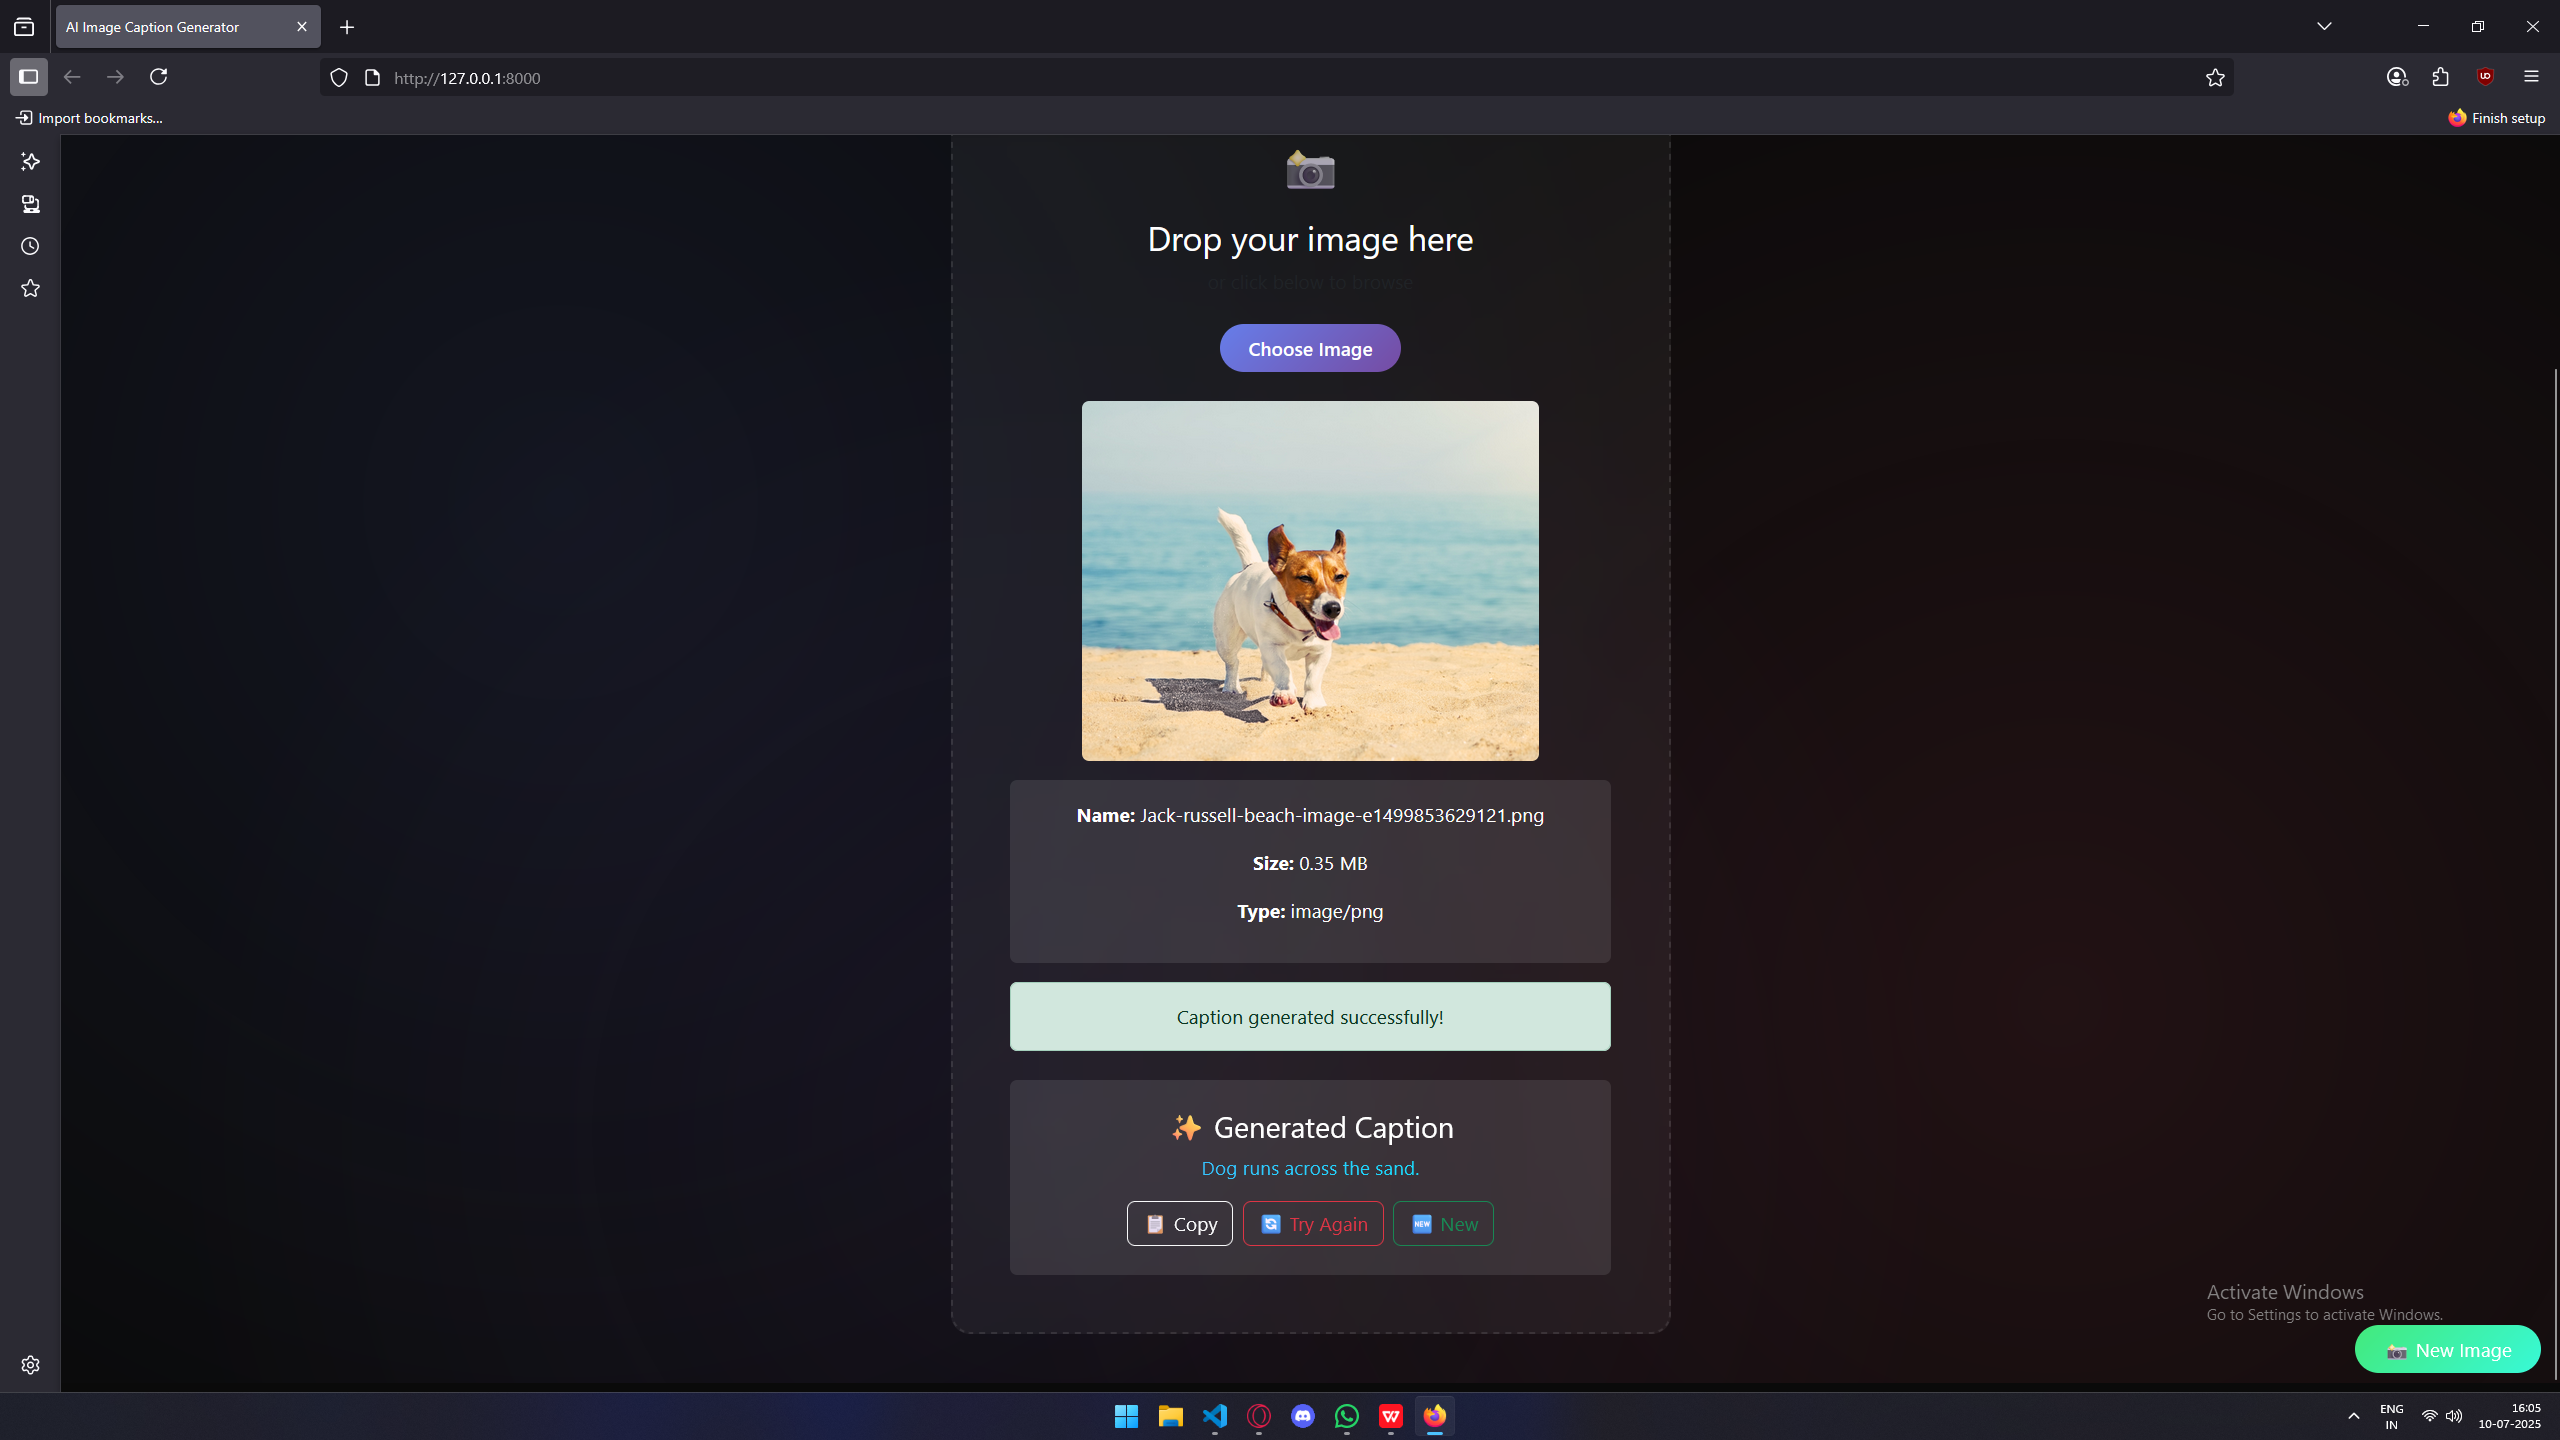 AI Image Caption Generator
http://127.0.0.1:8000
Import bookmarks...
Finish setup
Drop your image here
or click below to browse
Choose Image
Name: Jack-russell-beach-image-e1499853629121.png
Size: 0.35 MB
Type: image/png
Caption generated successfully!
✨ Generated Caption
Dog runs across the sand.
📋 Copy
🔄 Try Again
🆕 New
Activate Windows
Go to Settings to activate Windows.
📸 New Image
ENG
IN
16:05
10-07-2025